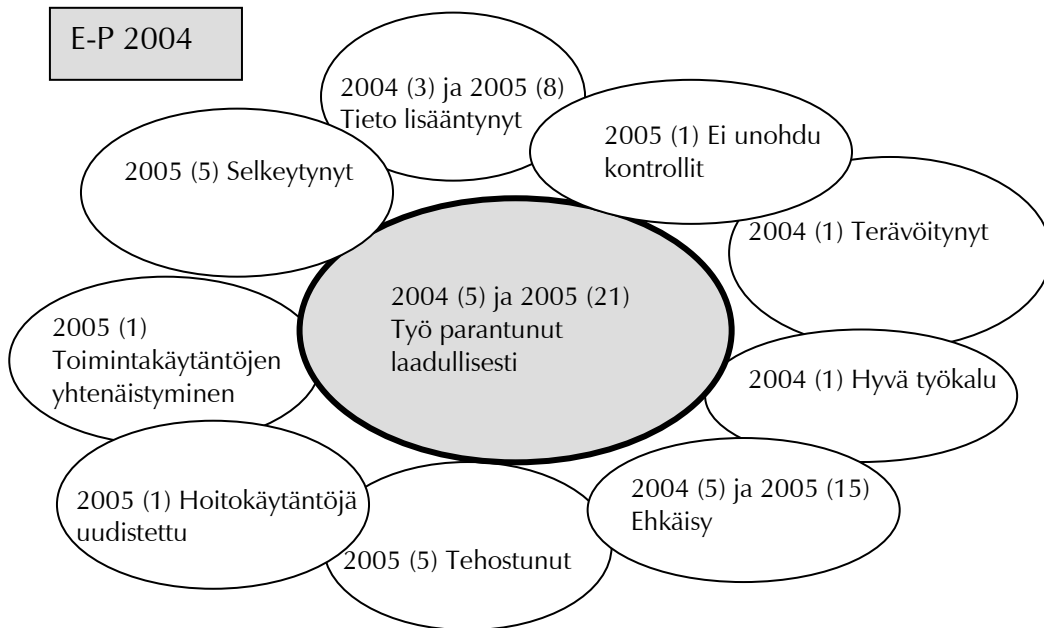 E-P 2004
2004 (3) ja 2005 (8)
Tieto lisääntynyt
2005 (1) Ei unohdu
kontrollit
2005 (5) Selkeytynyt
2004 (1) Terävöitynyt
2004 (5) ja 2005 (21)
Työ parantunut
laadullisesti
2005 (1)
Toimintakäytäntöjen
yhtenäistyminen
2004 (1) Hyvä työkalu
2005 (1) Hoitokäytäntöjä
uudistettu
2004 (5) ja 2005 (15)
Ehkäisy
2005 (5) Tehostunut